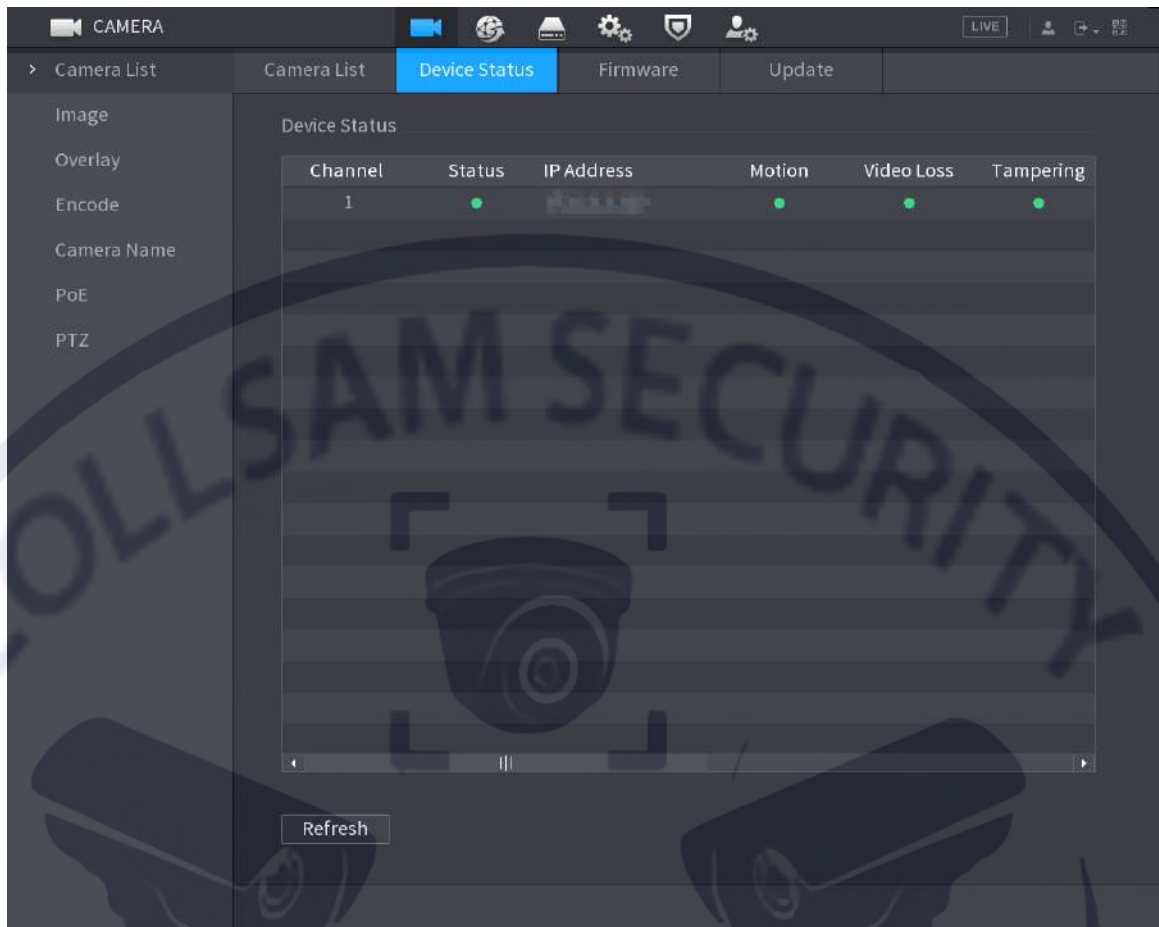 CAMERA
LIVE
Camera List
Image
Overlay
Encode
Camera Name
PoE
PTZ
Camera List Device Status Firmware Update
Device Status
Channel Status IP Address Motion Video Loss Tampering
1
Refresh
OLLSAM SECURITY